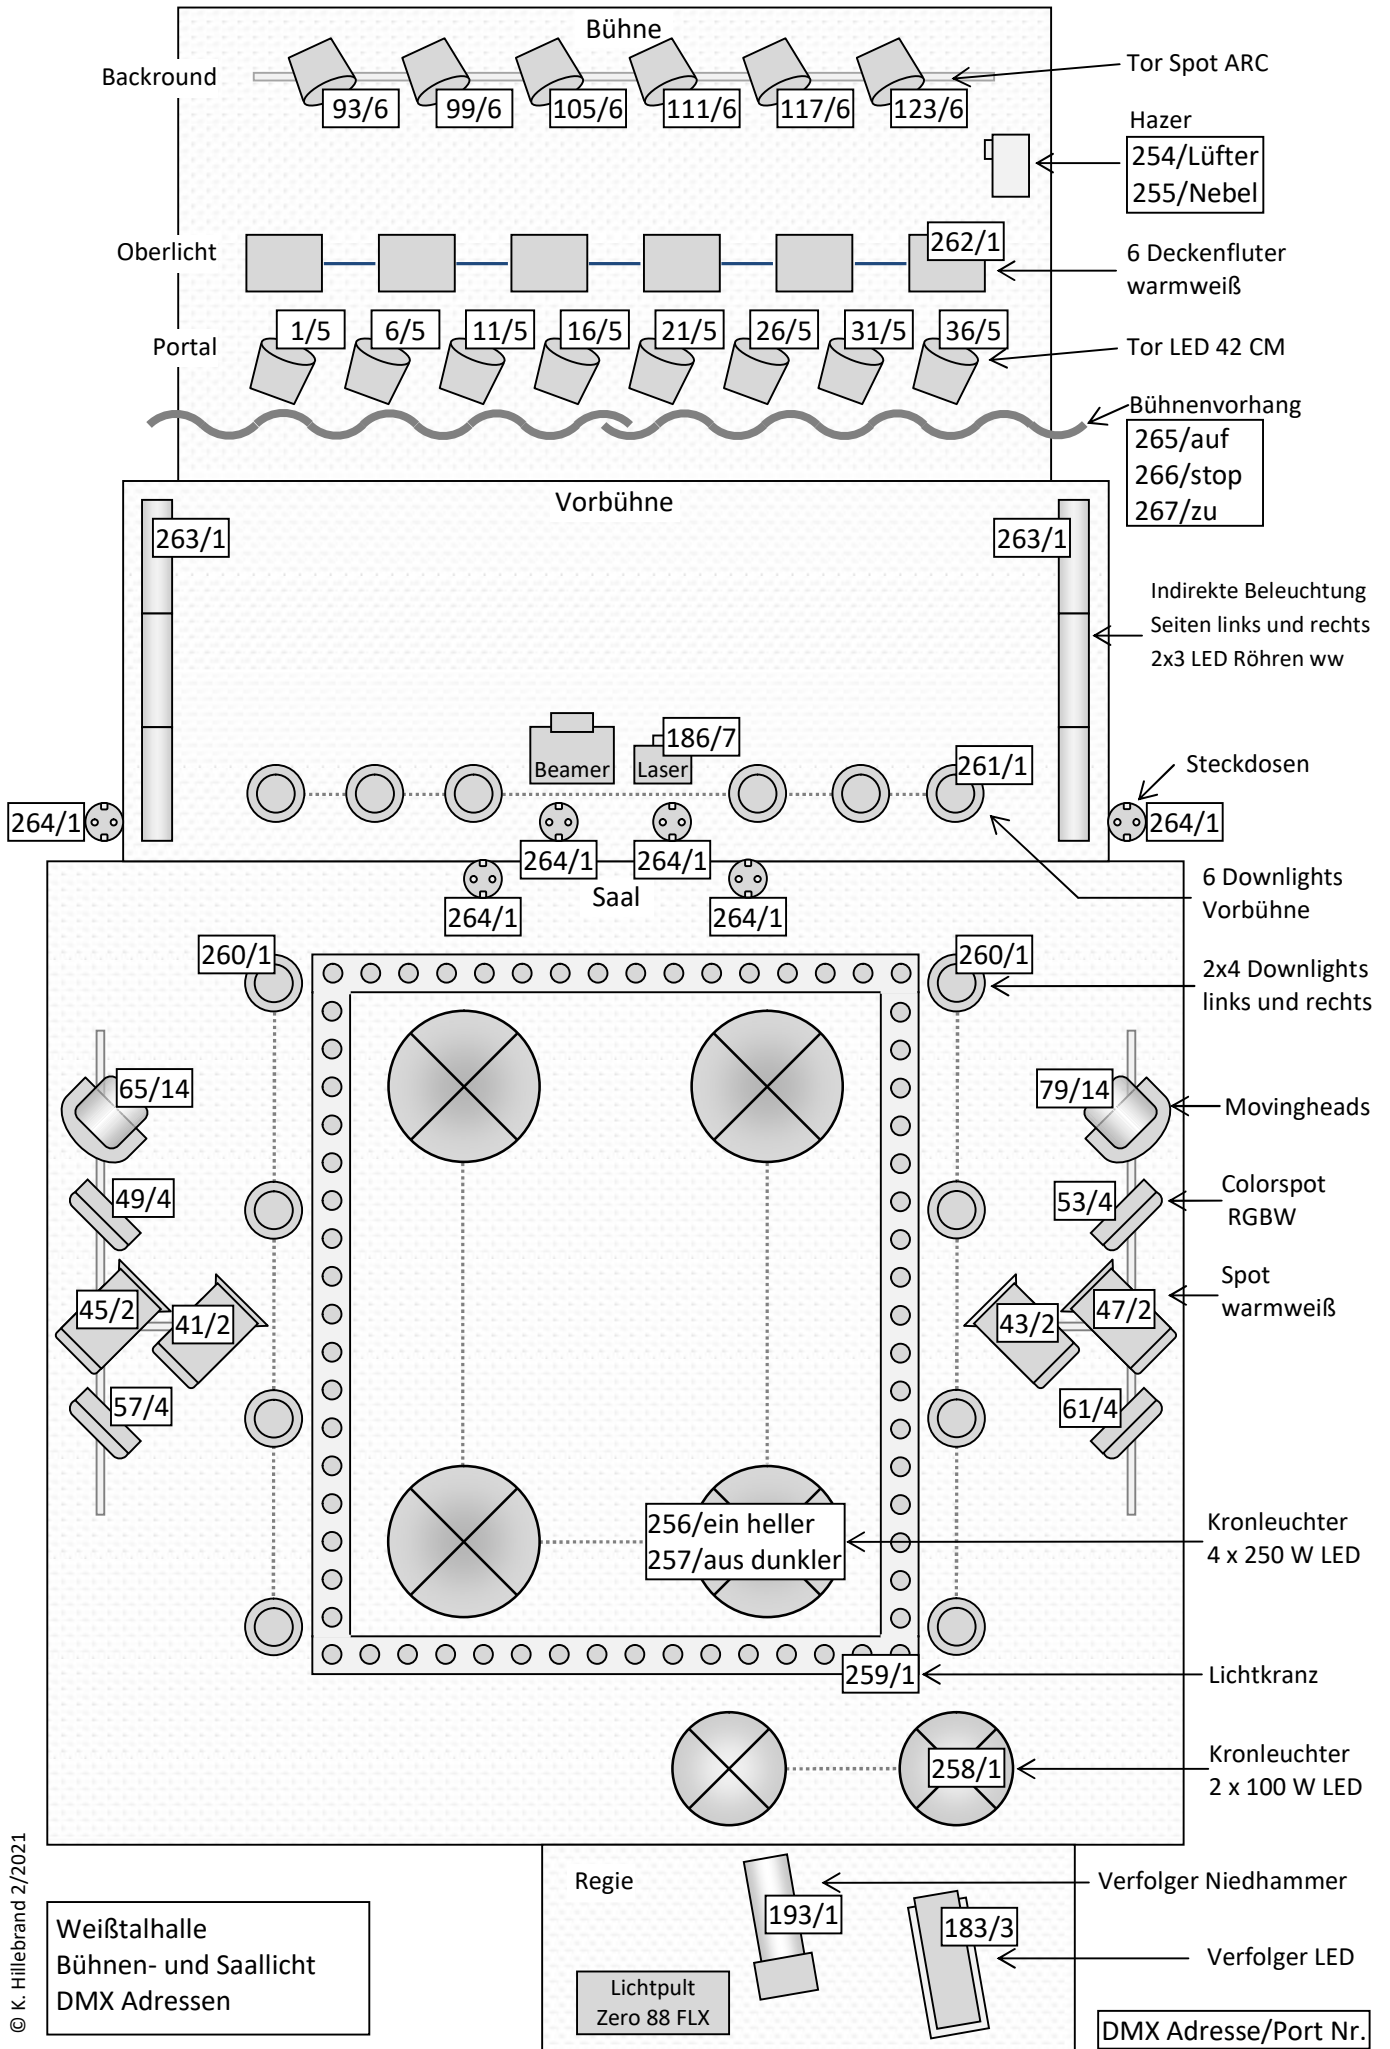 Bühne
Backround
Tor Spot ARC
93/6
99/6
105/6
111/6
117/6
123/6
Hazer
254/Lüfter
255/Nebel
Oberlicht
262/1
6 Deckenfluter
warmweiß
Portal
1/5
6/5
11/5
16/5
21/5
26/5
31/5
36/5
Tor LED 42 CM
Bühnenvorhang
265/auf
266/stop
267/zu
Vorbühne
263/1
263/1
Indirekte Beleuchtung
Seiten links und rechts
2x3 LED Röhren ww
186/7
Beamer
Laser
261/1
Steckdosen
264/1
264/1
264/1
264/1
Saal
264/1
264/1
6 Downlights
Vorbühne
260/1
260/1
2x4 Downlights
links und rechts
65/14
79/14
Movingheads
49/4
53/4
Colorspot
RGBW
45/2
41/2
43/2
47/2
Spot
warmweiß
57/4
61/4
256/ein heller
257/aus dunkler
Kronleuchter
4 x 250 W LED
259/1
Lichtkranz
258/1
Kronleuchter
2 x 100 W LED
Regie
193/1
Verfolger Niedhammer
183/3
Verfolger LED
Lichtpult
Zero 88 FLX
© K. Hillebrand 2/2021
Weißtalhalle
Bühnen- und Saallicht
DMX Adressen
DMX Adresse/Port Nr.